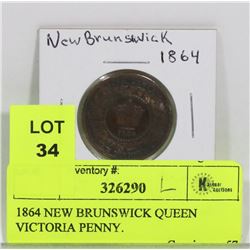 New Brunswick
1864
LOT
34
ventory #:
326290 L
1864 NEW BRUNSWICK QUEEN
VICTORIA PENNY.